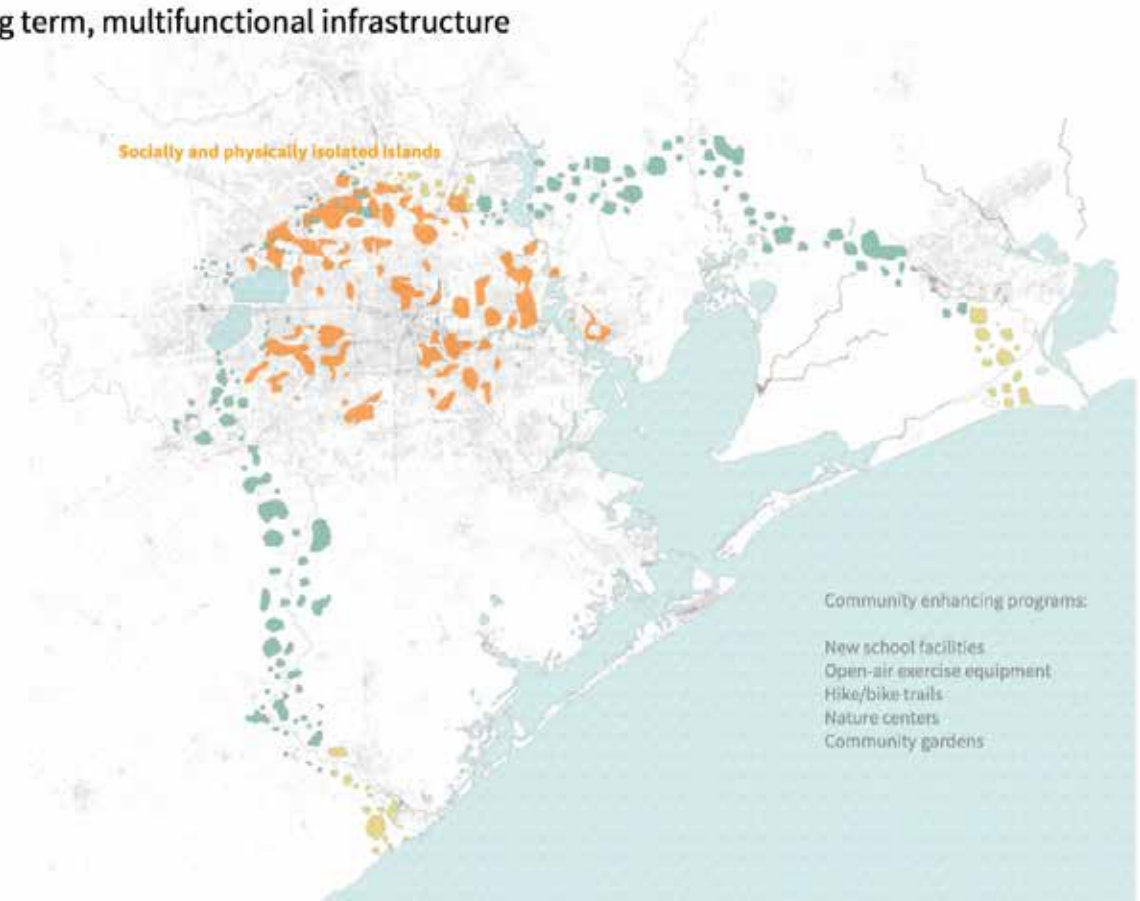 g term, multifunctional infrastructure
Socially and physically isolated islands
Community enhancing programs:
New school facilities
Open-air exercise equipment
Hike/bike trails
Nature centers
Community gardens